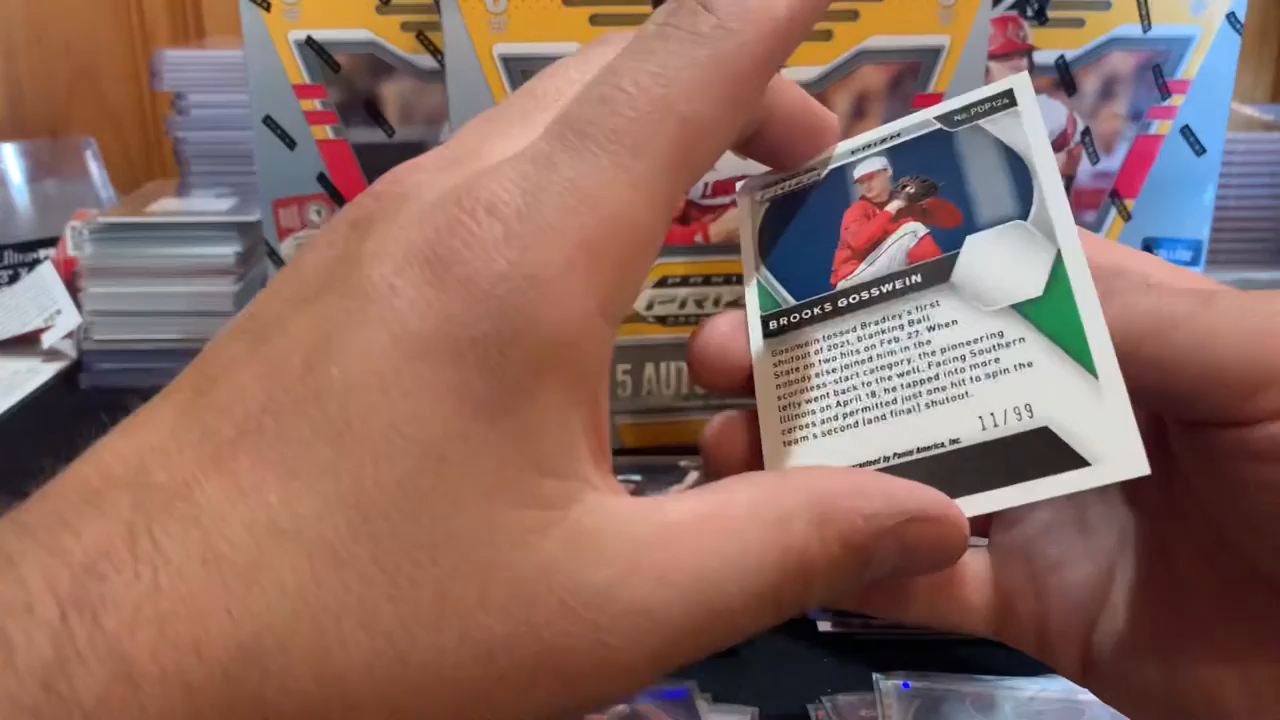 No. PDP124
PRIZM
PRIZM
BROOKS GOSSWEIN
Gosswein tossed Bradley's first
shutout of 2021, blanking Ball
State on two hits on Feb. 27. When
nobody else joined him in the
scoreless-start category, the pioneering
lefty went back to the well. Facing Southern
Illinois on April 18, he tapped into more
zeroes and permitted just one hit to spin the
team's second (and final) shutout.
11/99
by Panini America, Inc.
PANINI
PRIZ
5 AUT